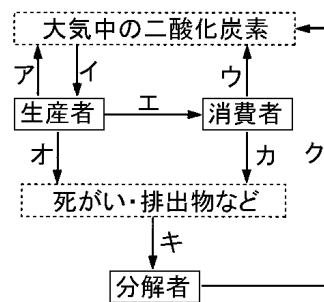 大気中の二酸化炭素
ア イ ウ
生産者 エ 消費者
オ カ ク
死がい・排出物など
キ
分解者